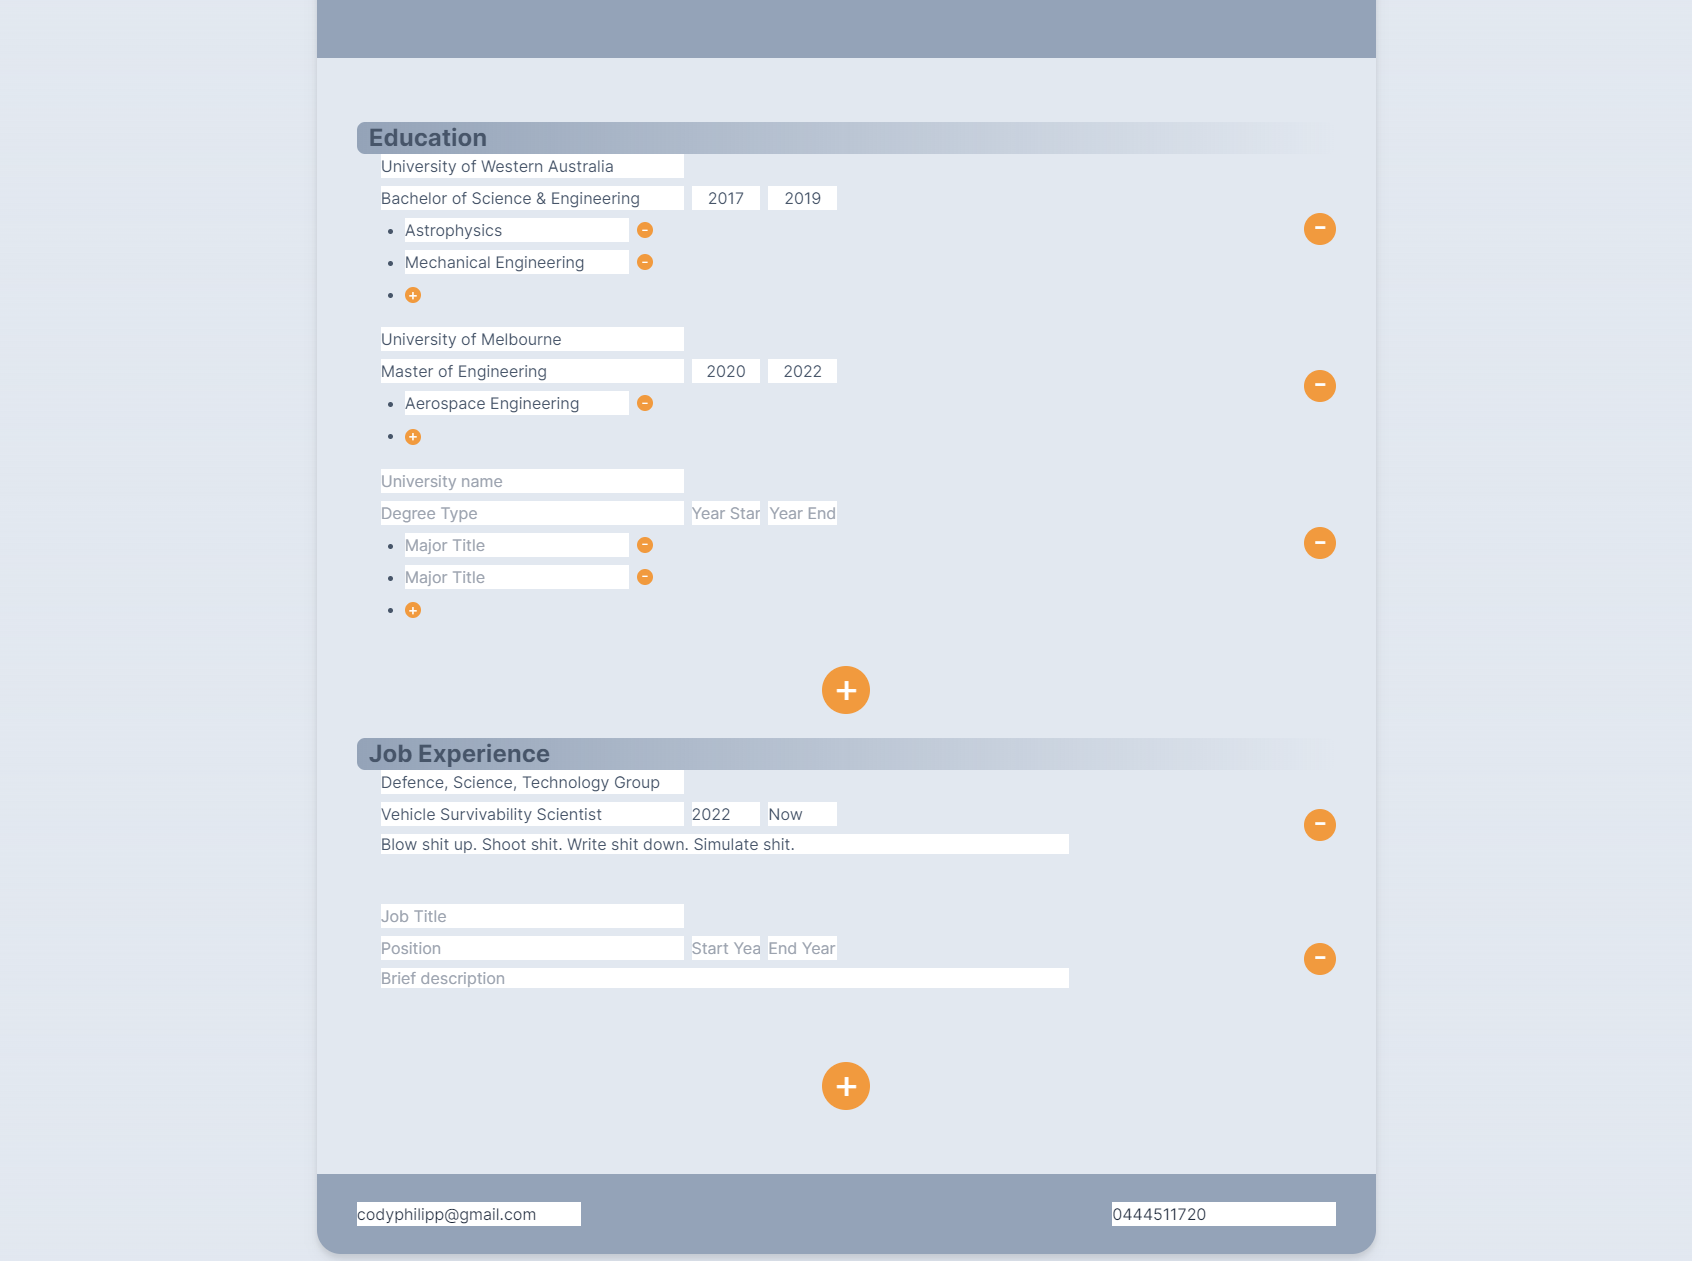 Education
University of Western Australia
Bachelor of Science & Engineering 2017 2019
Astrophysics
Mechanical Engineering
University of Melbourne
Master of Engineering 2020 2022
Aerospace Engineering
University name
Degree Type Year Star Year End
Major Title
Major Title
Job Experience
Defence, Science, Technology Group
Vehicle Survivability Scientist 2022 Now
Blow shit up. Shoot shit. Write shit down. Simulate shit.
Job Title
Position Start Yea End Year
Brief description
codyphilipp@gmail.com 0444511720